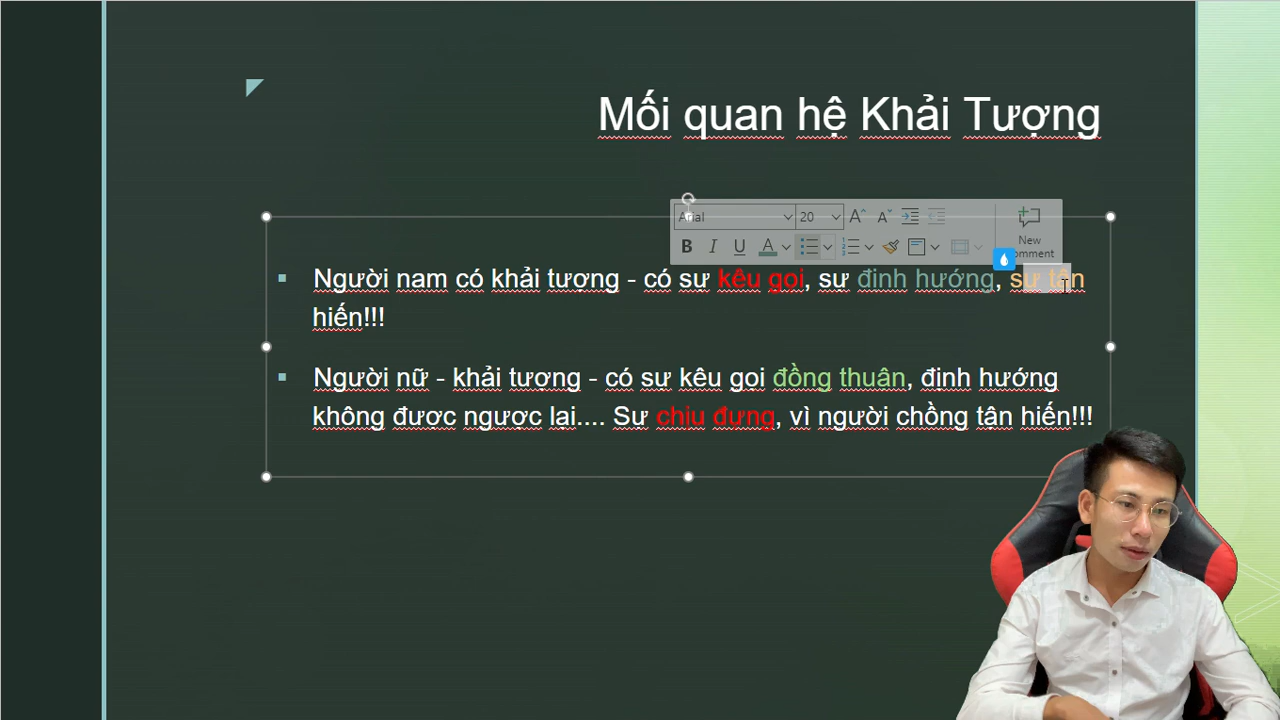 Mối quan hệ Khải Tượng
Arial 20
B I U A
New
Comment
Người nam có khải tượng - có sự kêu gọi, sự định hướng, sự tận
hiến!!!
Người nữ - khải tượng - có sự kêu gọi đồng thuận, định hướng
không được ngược lại.... Sự chịu đựng, vì người chồng tận hiến!!!